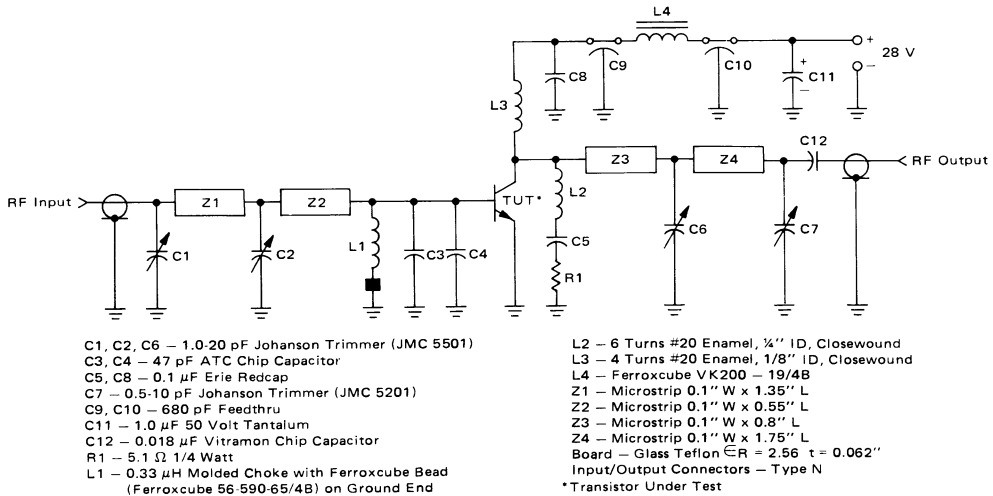 L4
+
28 V
–
C8
C9
C10
+
C11
–
L3
C12
RF Output
Z3
Z4
L2
TUT*
RF Input
Z1
Z2
L1
C1
C2
C3
C4
C5
C6
C7
R1
C1, C2, C6 – 1.0-20 pF Johanson Trimmer (JMC 5501)
C3, C4 – 47 pF ATC Chip Capacitor
C5, C8 – 0.1 μF Erie Redcap
C7 – 0.5-10 pF Johanson Trimmer (JMC 5201)
C9, C10 – 680 pF Feedthru
C11 – 1.0 μF 50 Volt Tantalum
C12 – 0.018 μF Vitramon Chip Capacitor
R1 – 5.1 Ω 1/4 Watt
L1 – 0.33 μH Molded Choke with Ferroxcube Bead
(Ferroxcube 56-590-65/4B) on Ground End
L2 – 6 Turns #20 Enamel, ¼'' ID, Closewound
L3 – 4 Turns #20 Enamel, 1/8'' ID, Closewound
L4 – Ferroxcube VK200 – 19/4B
Z1 – Microstrip 0.1'' W x 1.35'' L
Z2 – Microstrip 0.1'' W x 0.55'' L
Z3 – Microstrip 0.1'' W x 0.8'' L
Z4 – Microstrip 0.1'' W x 1.75'' L
Board – Glass Teflon ∈R = 2.56 t = 0.062''
Input/Output Connectors – Type N
*Transistor Under Test